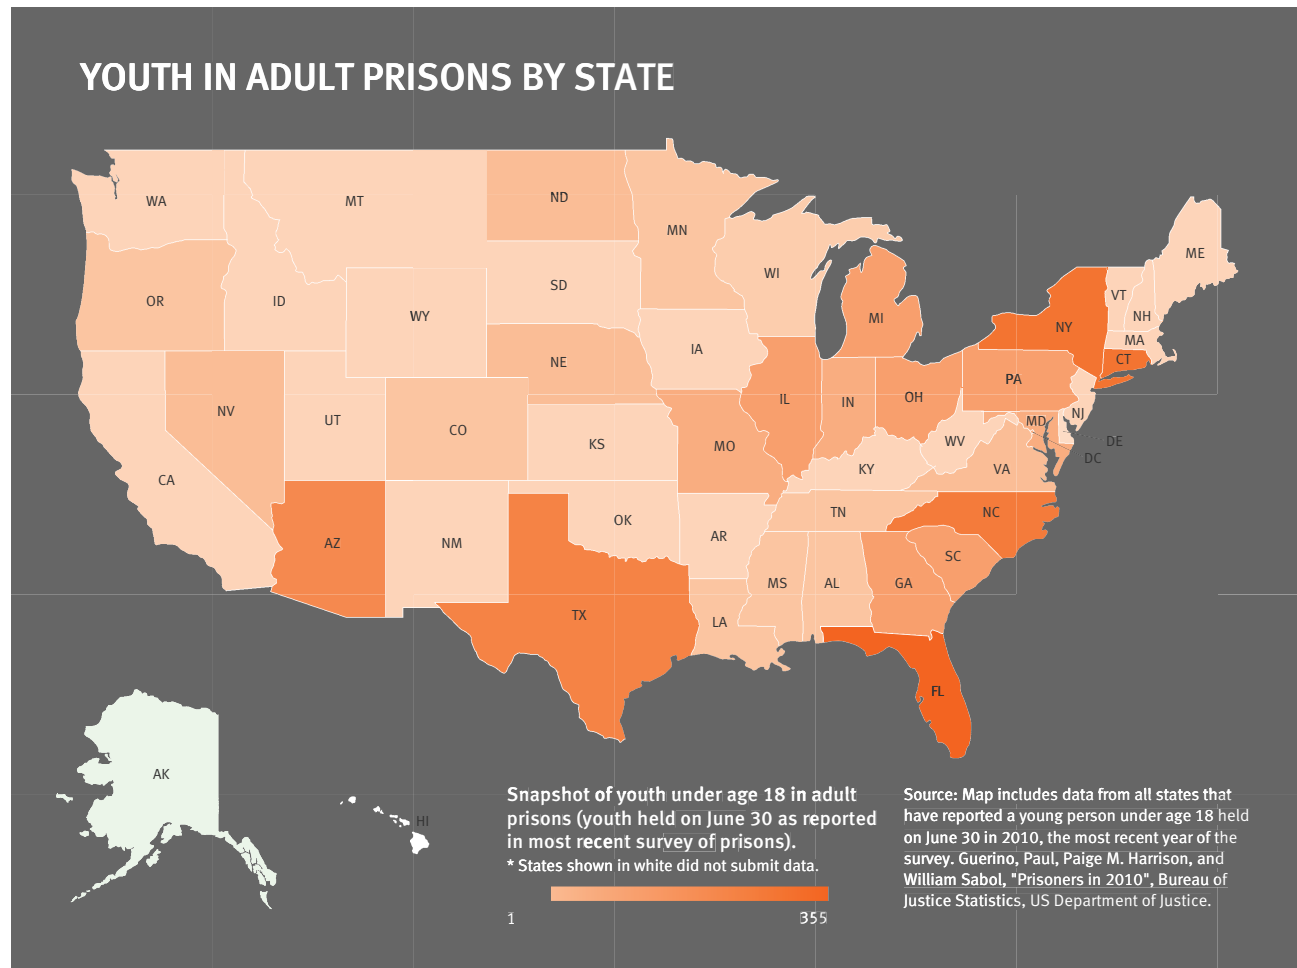 YOUTH IN ADULT PRISONS BY STATE
WA
MT
ND
MN
OR
ID
WY
SD
WI
MI
NY
VT
NH
ME
MA
CT
NV
UT
CO
NE
IA
IL
IN
OH
PA
NJ
MD
DE
DC
CA
KS
MO
KY
WV
VA
AZ
NM
OK
AR
TN
NC
SC
TX
LA
MS
AL
GA
FL
AK
HI
Snapshot of youth under age 18 in adult
prisons (youth held on June 30 as reported
in most recent survey of prisons).
* States shown in white did not submit data.
1
355
Source: Map includes data from all states that
have reported a young person under age 18 held
on June 30 in 2010, the most recent year of the
survey. Guerino, Paul, Paige M. Harrison, and
William Sabol, "Prisoners in 2010", Bureau of
Justice Statistics, US Department of Justice.